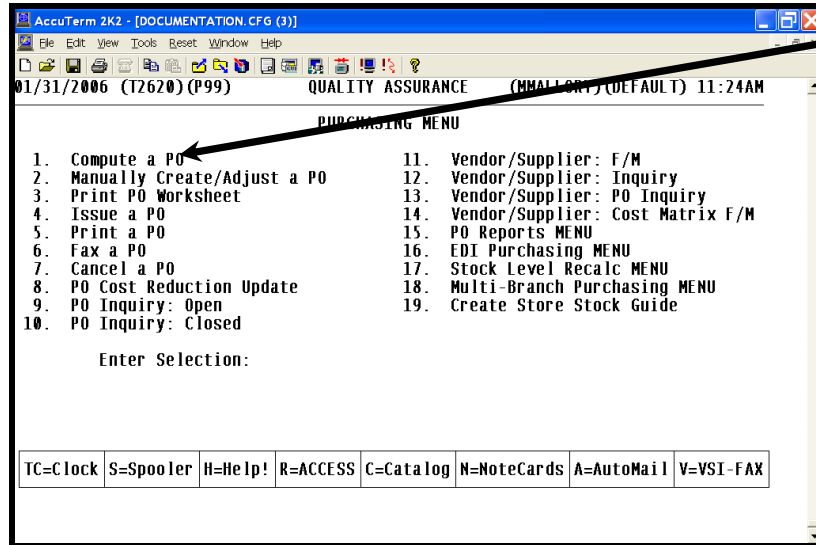 AccuTerm 2K2 - [DOCUMENTATION.CFG (3)]
File Edit View Tools Reset Window Help
01/31/2006 (T2620)(P99) QUALITY ASSURANCE (MMALLORY)(DEFAULT) 11:24AM
PURCHASING MENU
1. Compute a PO 11. Vendor/Supplier: F/M
2. Manually Create/Adjust a PO 12. Vendor/Supplier: Inquiry
3. Print PO Worksheet 13. Vendor/Supplier: PO Inquiry
4. Issue a PO 14. Vendor/Supplier: Cost Matrix F/M
5. Print a PO 15. PO Reports MENU
6. Fax a PO 16. EDI Purchasing MENU
7. Cancel a PO 17. Stock Level Recalc MENU
8. PO Cost Reduction Update 18. Multi-Branch Purchasing MENU
9. PO Inquiry: Open 19. Create Store Stock Guide
10. PO Inquiry: Closed
Enter Selection:
TC=Clock S=Spooler H=Help! R=ACCESS C=Catalog N=NoteCards A=AutoMail V=VSI-FAX